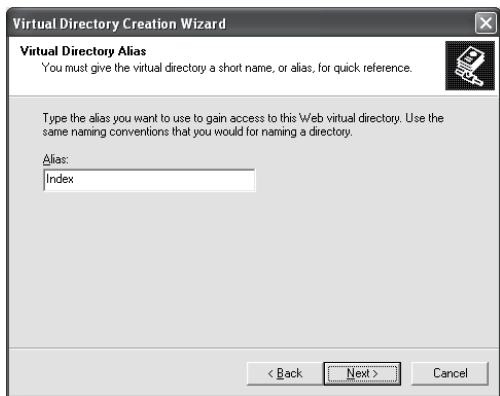 Virtual Directory Creation Wizard
Virtual Directory Alias
You must give the virtual directory a short name, or alias, for quick reference.
Type the alias you want to use to gain access to this Web virtual directory. Use the
same naming conventions that you would for naming a directory.
Alias:
Index
< Back Next > Cancel